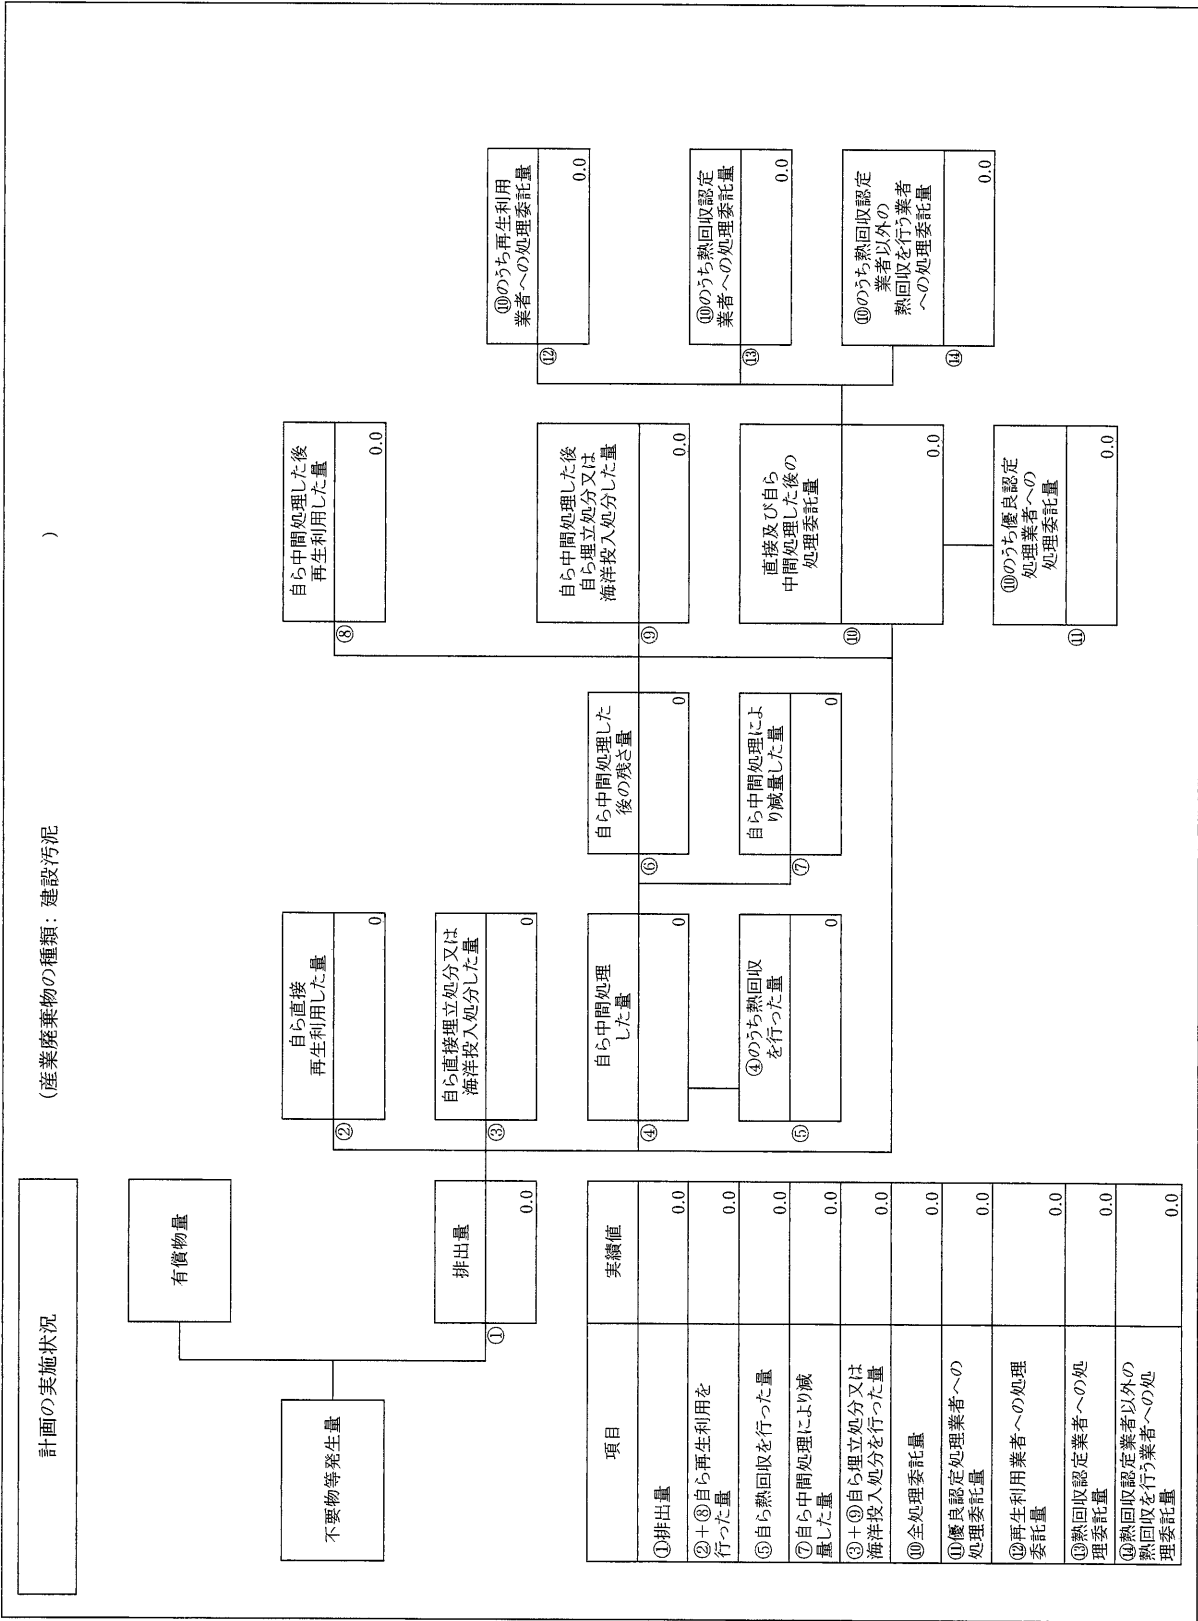 計画の実施状況
(産業廃棄物の種類: 建設汚泥
)
不要物等発生量
有償物量
①
排出量
0.0
②
自ら直接
再生利用した量
0
③
自ら直接埋立処分又は
海洋投入処分した量
0
④
自ら中間処理
した量
0
⑤
④のうち熱回収
を行った量
0
⑥
自ら中間処理した
後の残さ量
0
⑦
自ら中間処理によ
り減量した量
0
⑧
自ら中間処理した後
再生利用した量
0.0
⑨
自ら中間処理した後
自ら埋立処分又は
海洋投入処分した量
0.0
⑩
直接及び自ら
中間処理した後の
処理委託量
0.0
⑪
⑩のうち優良認定
処理業者への
処理委託量
0.0
⑫
⑩のうち再生利用
業者への処理委託量
0.0
⑬
⑩のうち熱回収認定
業者への処理委託量
0.0
⑭
⑩のうち熱回収認定
業者以外の
熱回収を行う業者
への処理委託量
0.0
項目 実績値
①排出量 0.0
②+⑧自ら再生利用を
行った量 0.0
⑤自ら熱回収を行った量 0.0
⑦自ら中間処理により減
量した量 0.0
③+⑨自ら埋立処分又は
海洋投入処分を行った量 0.0
⑩全処理委託量 0.0
⑪優良認定処理業者への
処理委託量 0.0
⑫再生利用業者への処理
委託量 0.0
⑬熱回収認定業者への処
理委託量 0.0
⑭熱回収認定業者以外の
熱回収を行う業者への処
理委託量 0.0